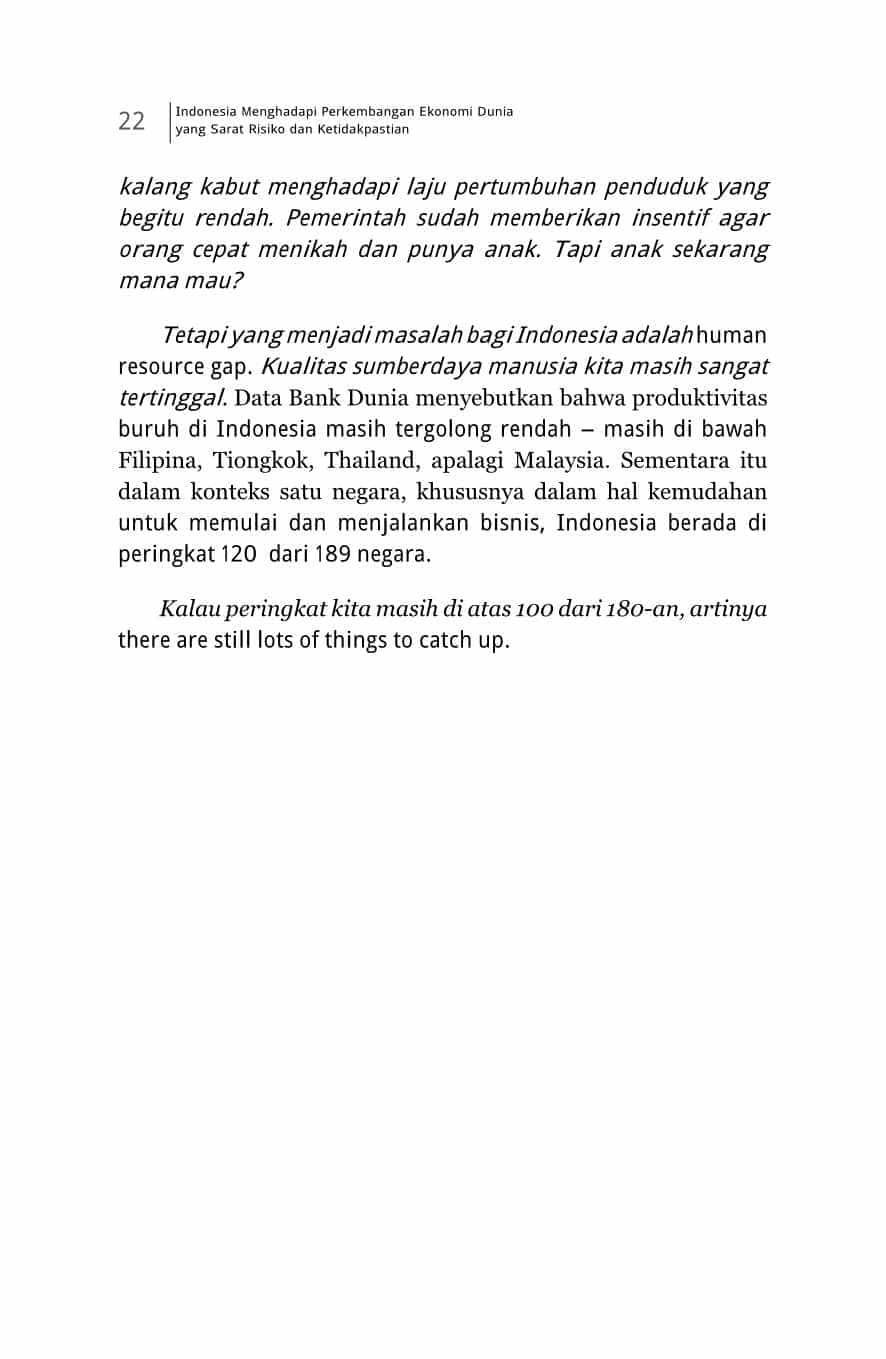 22
Indonesia Menghadapi Perkembangan Ekonomi Dunia
yang Sarat Risiko dan Ketidakpastian
kalang kabut menghadapi laju pertumbuhan penduduk yang
begitu rendah. Pemerintah sudah memberikan insentif agar
orang cepat menikah dan punya anak. Tapi anak sekarang
mana mau?
Tetapi yang menjadi masalah bagi Indonesia adalah human
resource gap. Kualitas sumberdaya manusia kita masih sangat
tertinggal. Data Bank Dunia menyebutkan bahwa produktivitas
buruh di Indonesia masih tergolong rendah – masih di bawah
Filipina, Tiongkok, Thailand, apalagi Malaysia. Sementara itu
dalam konteks satu negara, khususnya dalam hal kemudahan
untuk memulai dan menjalankan bisnis, Indonesia berada di
peringkat 120 dari 189 negara.
Kalau peringkat kita masih di atas 100 dari 180-an, artinya
there are still lots of things to catch up.